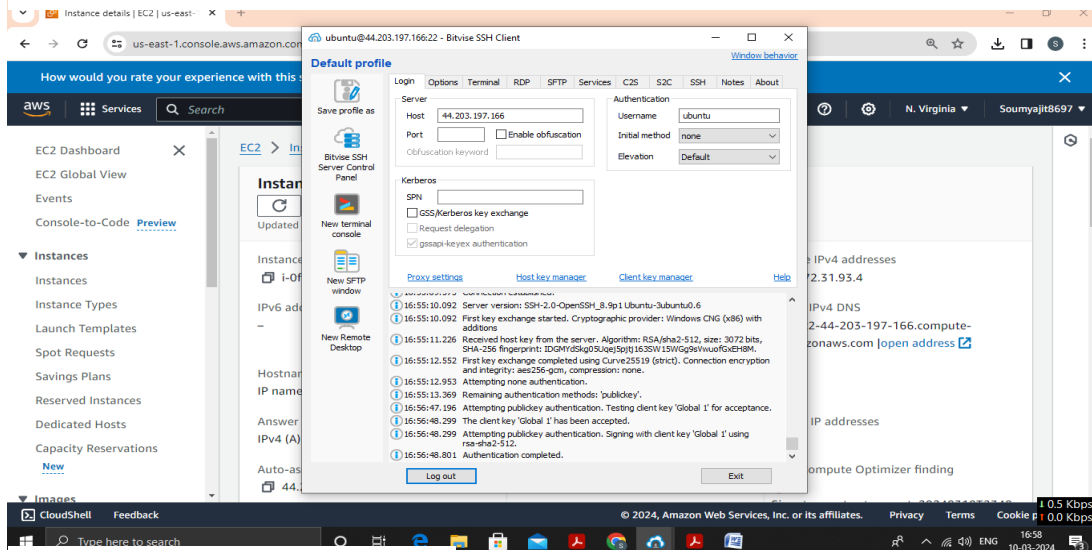 Instance details | EC2 | us-east-
us-east-1.console.aws.amazon.con
How would you rate your experience with this s
aws
Services
Search
N. Virginia
Soumyajit8697
EC2 Dashboard
EC2 Global View
Events
Console-to-Code Preview
Instances
Instances
Instance Types
Launch Templates
Spot Requests
Savings Plans
Reserved Instances
Dedicated Hosts
Capacity Reservations
New
Images
EC2 > In
Instan
Updated
Instance
i-0f
IPv6 add
–
Hostnar
IP name
Answer
IPv4 (A)
Auto-as
44.2
ubuntu@44.203.197.166:22 - Bitvise SSH Client
Default profile
Window behavior
Save profile as
Bitvise SSH
Server Control
Panel
New terminal
console
New SFTP
window
New Remote
Desktop
Login Options Terminal RDP SFTP Services C2S S2C SSH Notes About
Server
Host 44.203.197.166
Port Enable obfuscation
Obfuscation keyword
Kerberos
SPN
GSS/Kerberos key exchange
Request delegation
gssapi-keyex authentication
Authentication
Username ubuntu
Initial method none
Elevation Default
Proxy settings Host key manager Client key manager Help
16:55:10.092 Server version: SSH-2.0-OpenSSH_8.9p1 Ubuntu-3ubuntu0.6
16:55:10.092 First key exchange started. Cryptographic provider: Windows CNG (x86) with
additions
16:55:11.226 Received host key from the server. Algorithm: RSA/sha2-512, size: 3072 bits,
SHA-256 fingerprint: IDGMYdSkg05Uqej5pjtj163SW15WGg9sVwuofGxEH8M.
16:55:12.552 First key exchange completed using Curve25519 (strict). Connection encryption
and integrity: aes256-gcm, compression: none.
16:55:12.953 Attempting none authentication.
16:55:13.369 Remaining authentication methods: 'publickey'.
16:56:47.196 Attempting publickey authentication. Testing client key 'Global 1' for acceptance.
16:56:48.299 The client key 'Global 1' has been accepted.
16:56:48.299 Attempting publickey authentication. Signing with client key 'Global 1' using
rsa-sha2-512.
16:56:48.801 Authentication completed.
Log out
Exit
IPv4 addresses
72.31.93.4
IPv4 DNS
2-44-203-197-166.compute-
zonaws.com |open address
IP addresses
ompute Optimizer finding
CloudShell Feedback
© 2024, Amazon Web Services, Inc. or its affiliates. Privacy Terms Cookie p
0.5 Kbps
0.0 Kbps
Type here to search
ENG
16:58
10-03-2024